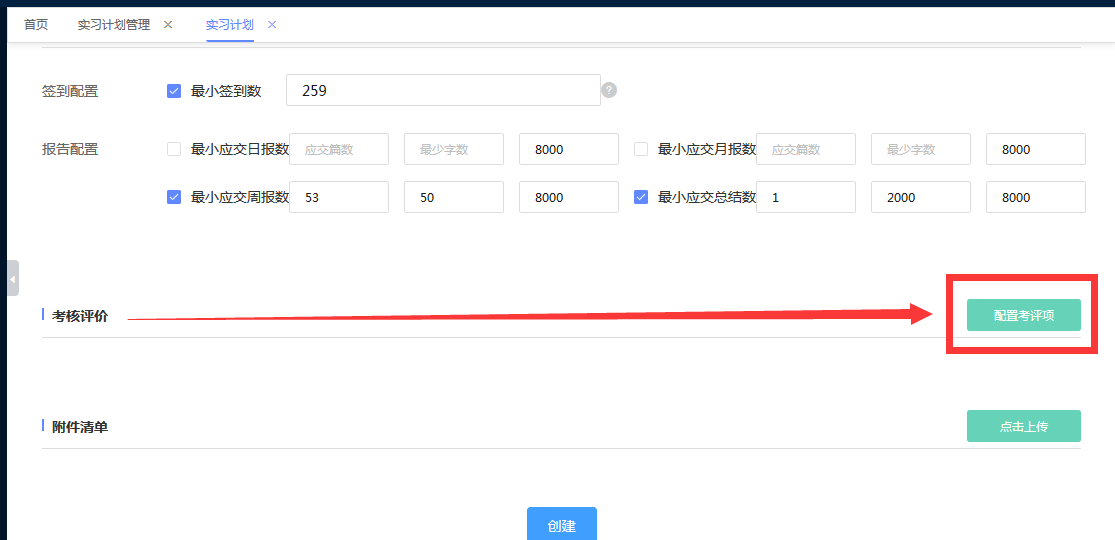 首页 实习计划管理 × 实习计划 ×
签到配置 最小签到数 259 ?
报告配置 最小应交日报数 应交篇数 最少字数 8000 最小应交月报数 应交篇数 最少字数 8000
最小应交周报数 53 50 8000 最小应交总结数 1 2000 8000
考核评价 配置考评项
附件清单 点击上传
创建